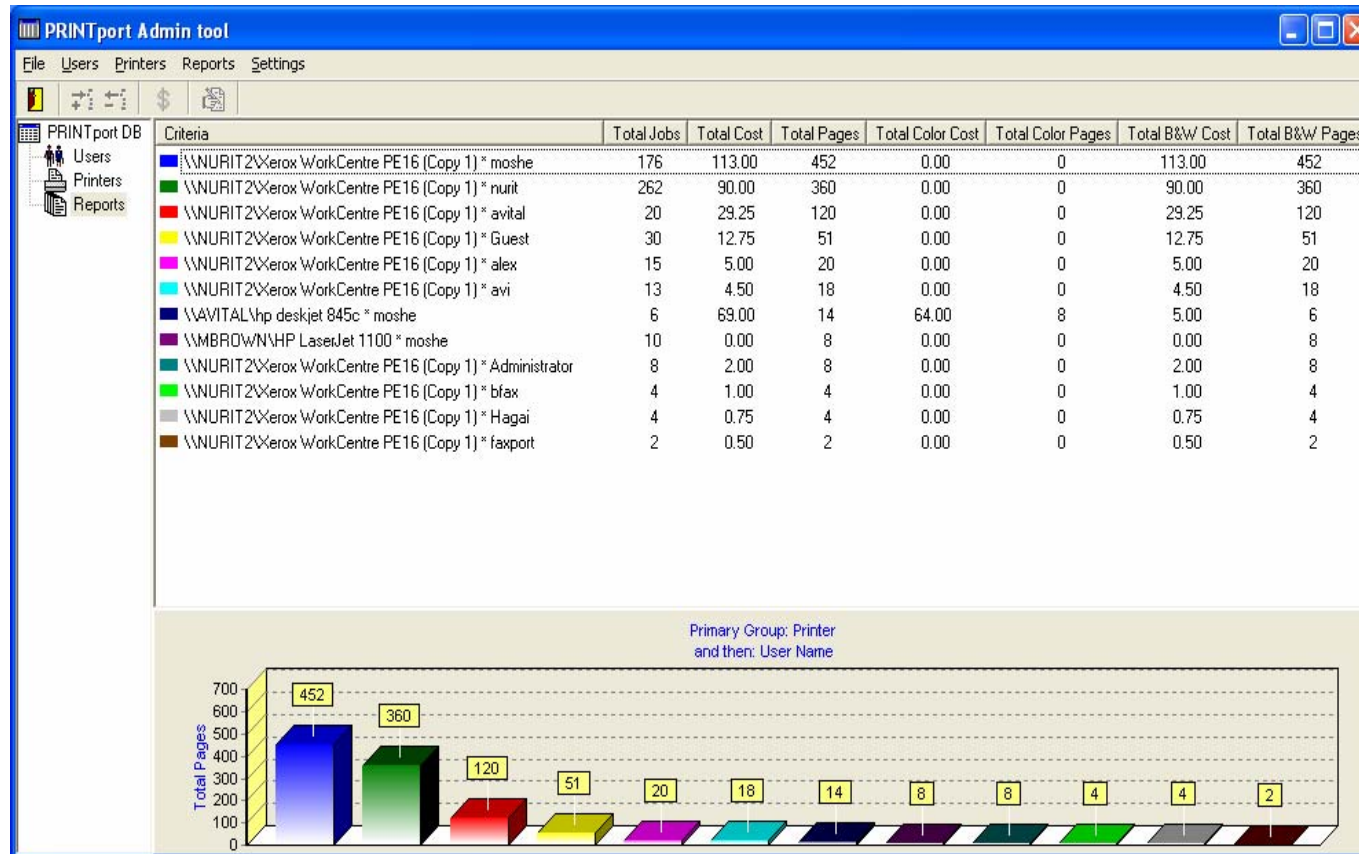 PRINTport Admin tool
File Users Printers Reports Settings
PRINTport DB
Users
Printers
Reports
Criteria Total Jobs Total Cost Total Pages Total Color Cost Total Color Pages Total B&W Cost Total B&W Pages
\\NURIT2\Xerox WorkCentre PE16 (Copy 1) * moshe 176 113.00 452 0.00 0 113.00 452
\\NURIT2\Xerox WorkCentre PE16 (Copy 1) * nurit 262 90.00 360 0.00 0 90.00 360
\\NURIT2\Xerox WorkCentre PE16 (Copy 1) * avital 20 29.25 120 0.00 0 29.25 120
\\NURIT2\Xerox WorkCentre PE16 (Copy 1) * Guest 30 12.75 51 0.00 0 12.75 51
\\NURIT2\Xerox WorkCentre PE16 (Copy 1) * alex 15 5.00 20 0.00 0 5.00 20
\\NURIT2\Xerox WorkCentre PE16 (Copy 1) * avi 13 4.50 18 0.00 0 4.50 18
\\AVITAL\hp deskjet 845c * moshe 6 69.00 14 64.00 8 5.00 6
\\MBROWN\HP LaserJet 1100 * moshe 10 0.00 8 0.00 0 0.00 8
\\NURIT2\Xerox WorkCentre PE16 (Copy 1) * Administrator 8 2.00 8 0.00 0 2.00 8
\\NURIT2\Xerox WorkCentre PE16 (Copy 1) * bfax 4 1.00 4 0.00 0 1.00 4
\\NURIT2\Xerox WorkCentre PE16 (Copy 1) * Hagai 4 0.75 4 0.00 0 0.75 4
\\NURIT2\Xerox WorkCentre PE16 (Copy 1) * faxport 2 0.50 2 0.00 0 0.50 2
Primary Group: Printer
and then: User Name
Total Pages
700
600
500
400
300
200
100
0
452 360 120 51 20 18 14 8 8 4 4 2